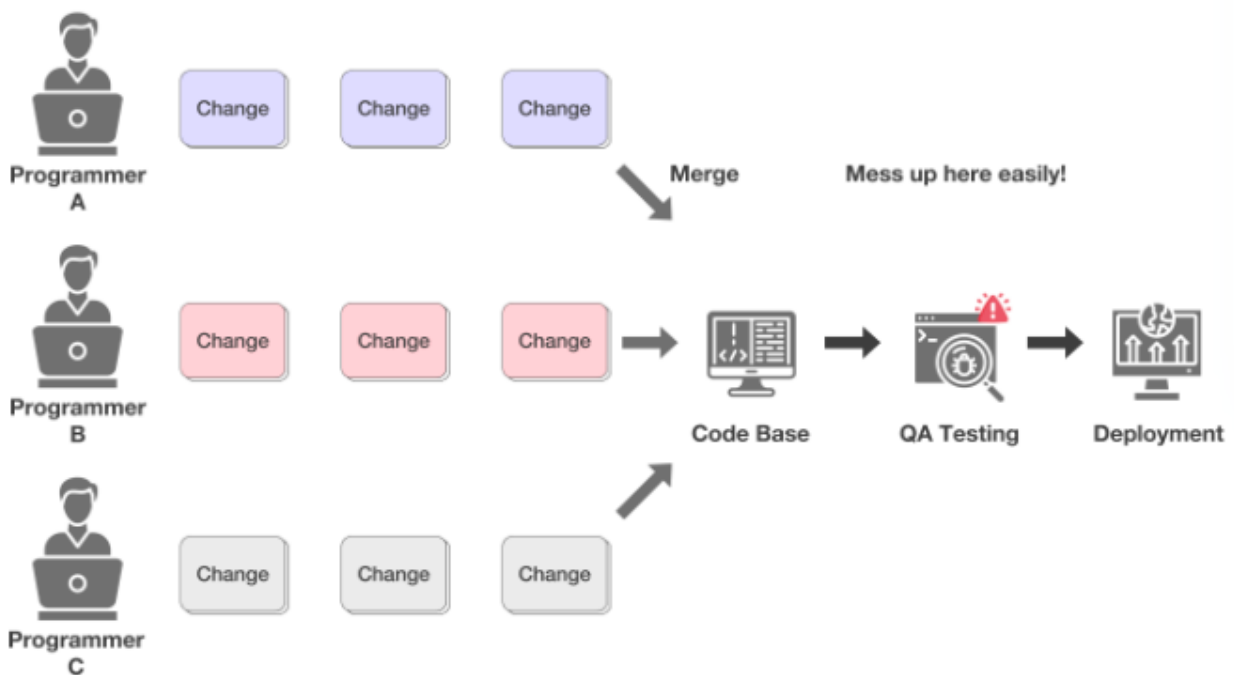 Change Change Change
Programmer
A
Merge Mess up here easily!
Change Change Change
Programmer
B
</>
>_
Code Base QA Testing Deployment
Change Change Change
Programmer
C